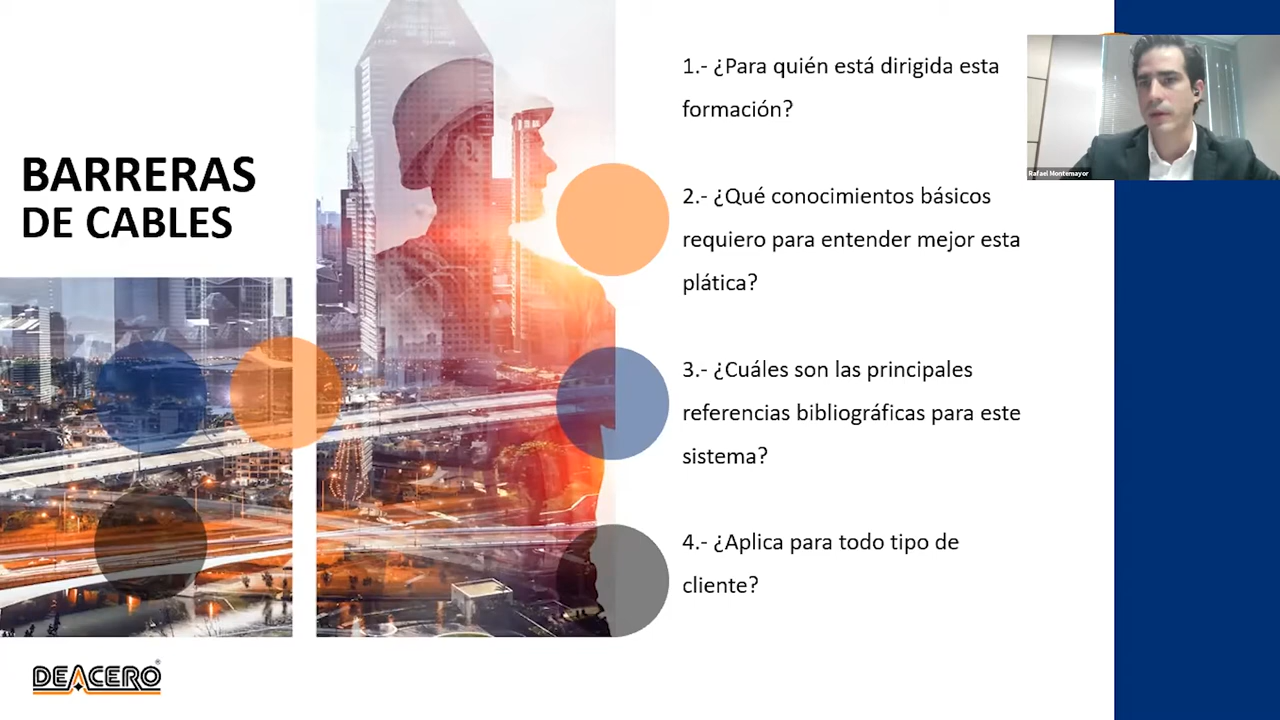 BARRERAS
DE CABLES
1.- ¿Para quién está dirigida esta
formación?
2.- ¿Qué conocimientos básicos
requiero para entender mejor esta
plática?
3.- ¿Cuáles son las principales
referencias bibliográficas para este
sistema?
4.- ¿Aplica para todo tipo de
cliente?
Rafael Montemayor
DEACERO®